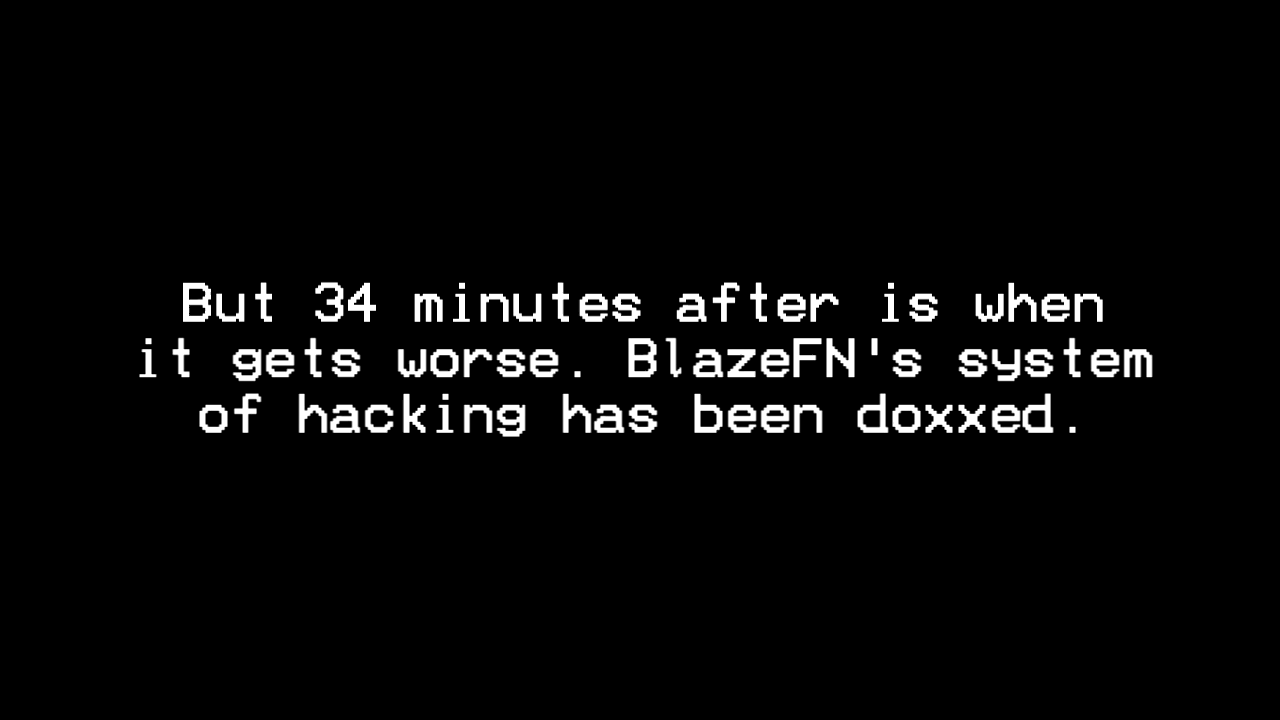 But 34 minutes after is when
it gets worse. BlazeFN's system
of hacking has been doxxed.